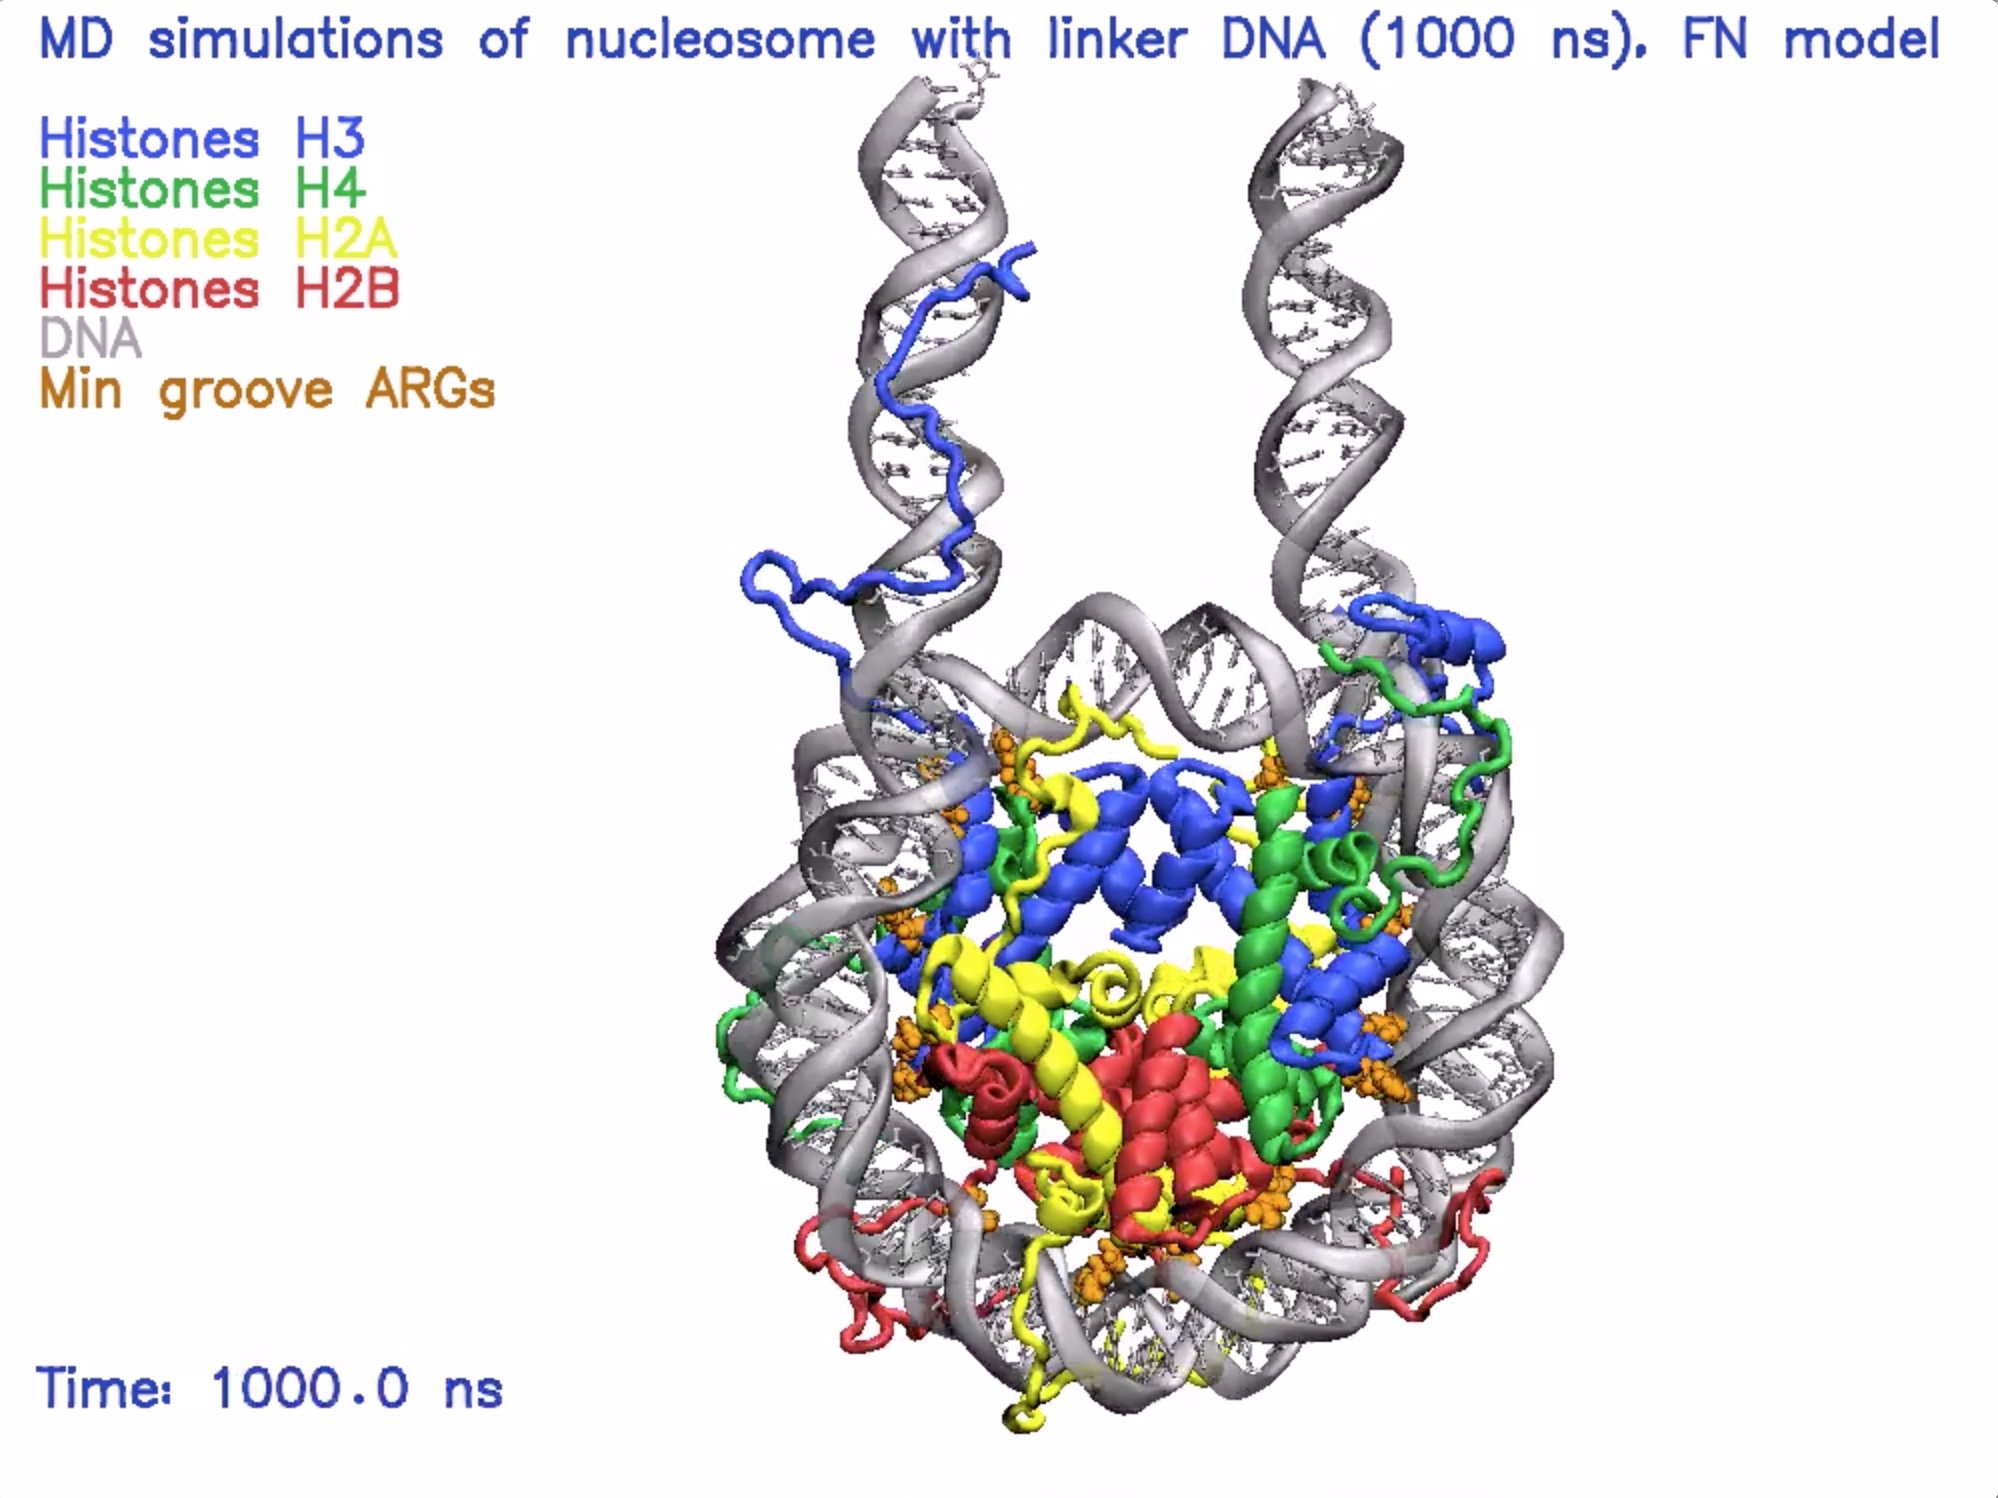 MD simulations of nucleosome with linker DNA (1000 ns). FN model
Histones H3
Histones H4
Histones H2A
Histones H2B
DNA
Min groove ARGs
Time: 1000.0 ns